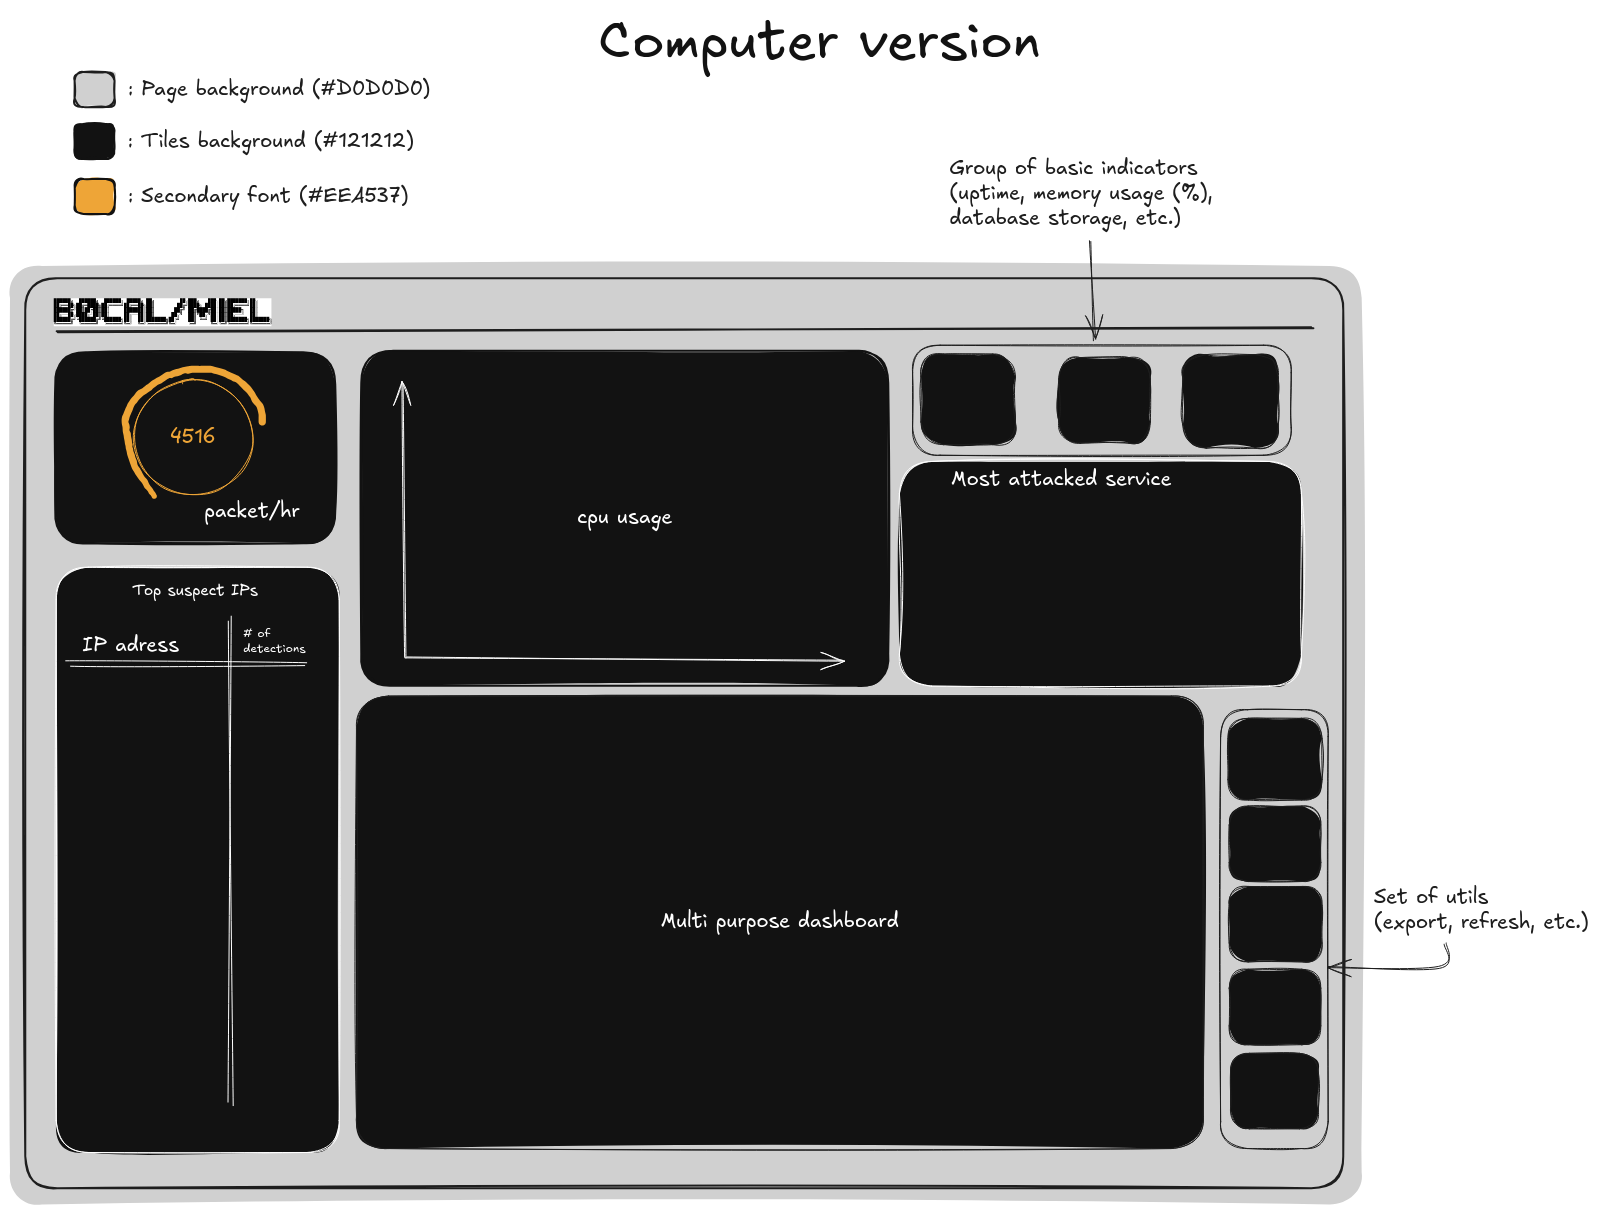 Computer version
: Page background (#D0D0D0)
: Tiles background (#121212)
: Secondary font (#EEA537)
Group of basic indicators
(uptime, memory usage (%),
database storage, etc.)
BØCAL/MIEL
4516
packet/hr
cpu usage
Most attacked service
Top suspect IPs
IP adress
# of
detections
Multi purpose dashboard
Set of utils
(export, refresh, etc.)